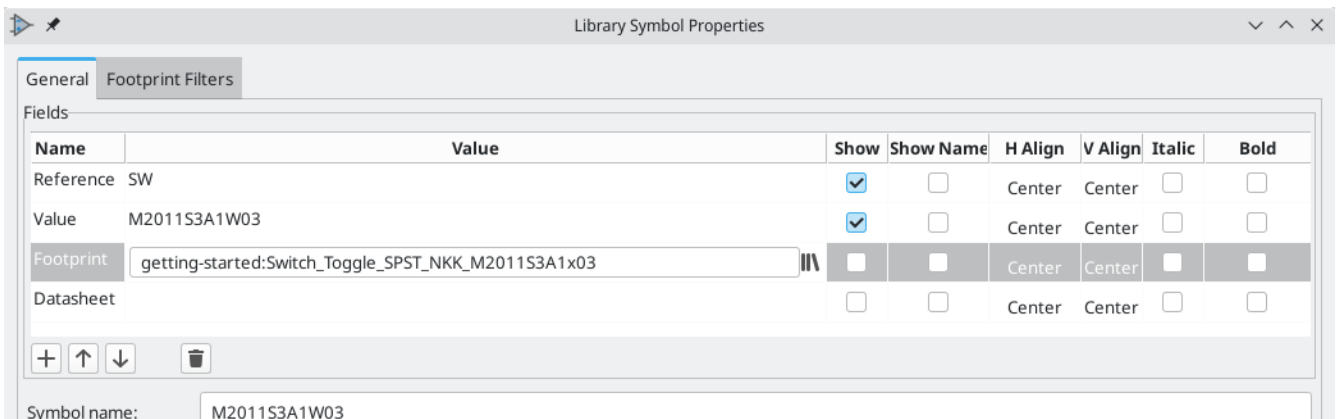 Library Symbol Properties
General Footprint Filters
Fields
Name Value Show Show Name H Align V Align Italic Bold
Reference SW Center Center
Value M2011S3A1W03 Center Center
Footprint getting-started:Switch_Toggle_SPST_NKK_M2011S3A1x03 Center Center
Datasheet Center Center
Symbol name: M2011S3A1W03